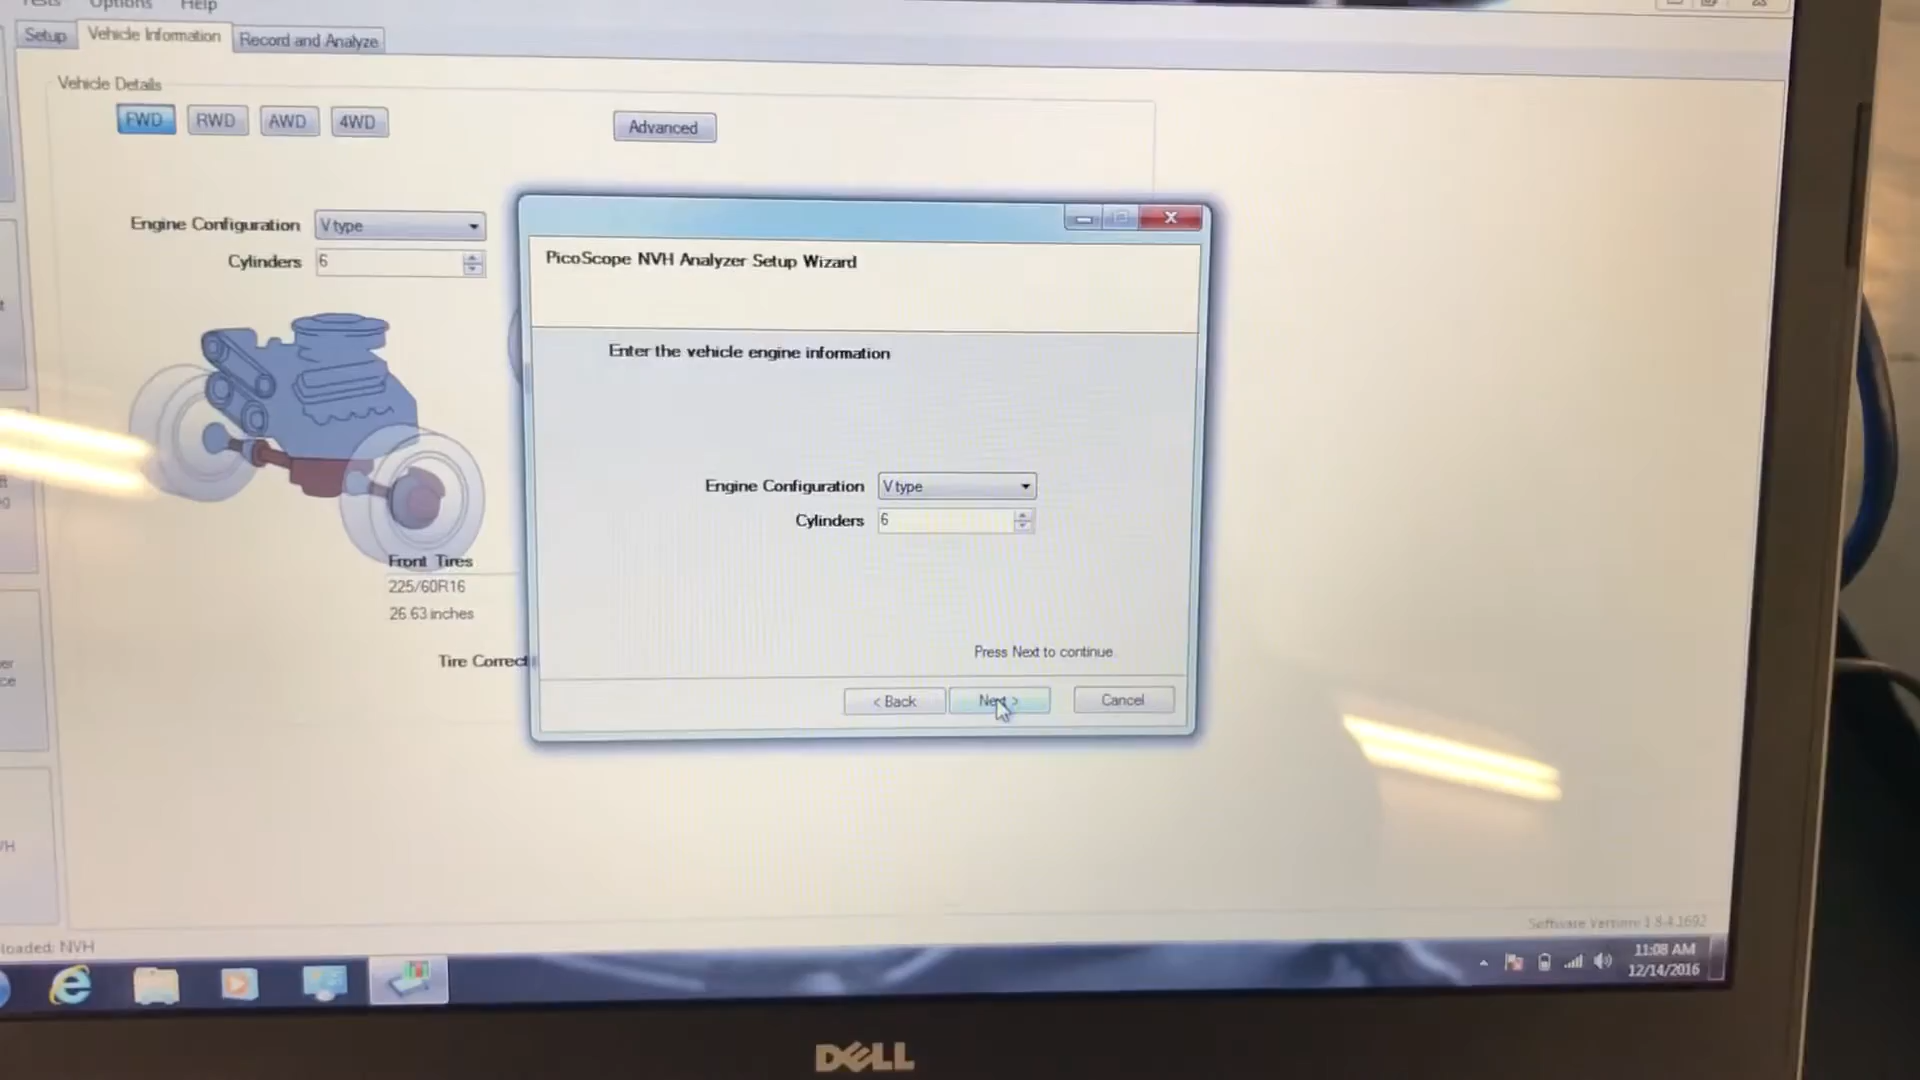 Tests Options Help
Setup Vehicle Information Record and Analyze
Vehicle Details
FWD RWD AWD 4WD
Advanced
Engine Configuration V type
Cylinders 6
Front Tires
225/60R16
26.63 inches
Tire Correct
PicoScope NVH Analyzer Setup Wizard
Enter the vehicle engine information
Engine Configuration V type
Cylinders 6
Press Next to continue
< Back Next > Cancel
Software Version: 1.8.4.1692
loaded: NVH
11:08 AM
12/14/2016
DELL